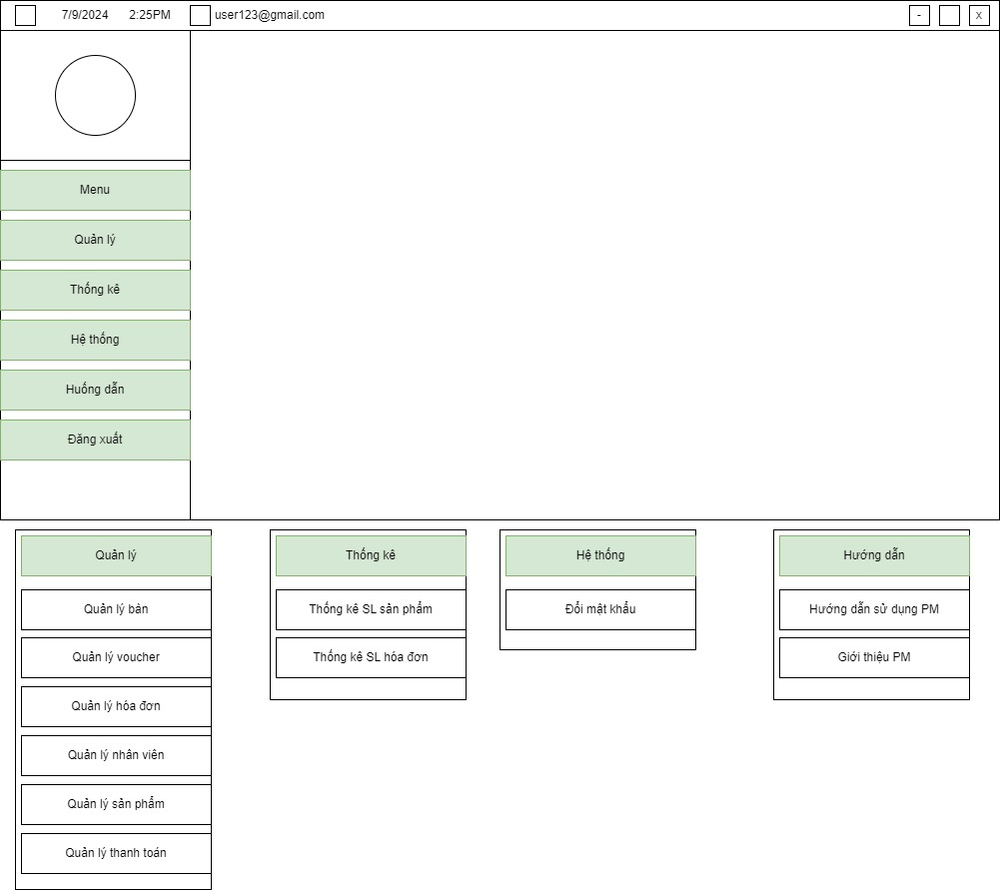 7/9/2024 2:25PM user123@gmail.com - x
Menu
Quản lý
Thống kê
Hệ thống
Huống dẫn
Đăng xuất
Quản lý
Quản lý bán
Quản lý voucher
Quản lý hóa đơn
Quản lý nhân viên
Quản lý sản phẩm
Quản lý thanh toán
Thống kê
Thống kê SL sản phẩm
Thống kê SL hóa đơn
Hệ thống
Đổi mật khẩu
Hướng dẫn
Hướng dẫn sử dụng PM
Giới thiệu PM